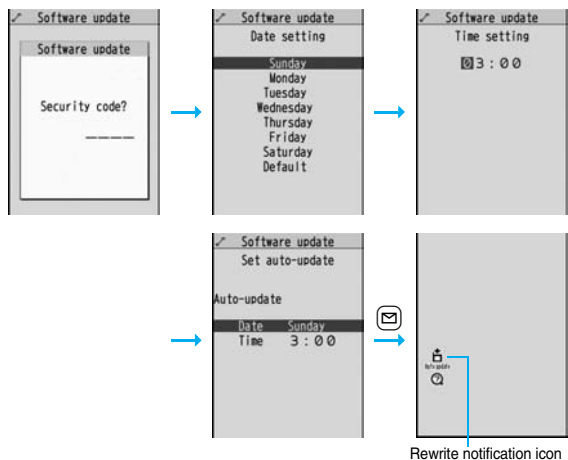 Software update
Software update
Security code?
Software update
Date setting
Sunday
Monday
Tuesday
Wednesday
Thursday
Friday
Saturday
Default
Software update
Time setting
03:00
Software update
Set auto-update
Auto-update
Date Sunday
Time 3:00
Auto-update
Rewrite notification icon